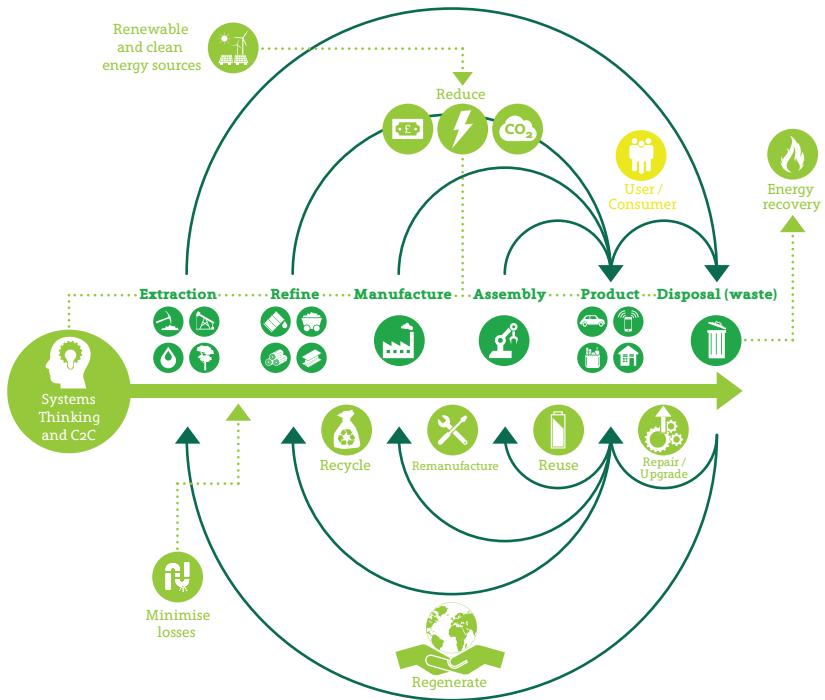 Renewable
and clean
energy sources
Reduce
£
CO₂
User /
Consumer
Energy
recovery
Extraction
Refine
Manufacture
Assembly
Product
Disposal (waste)
Systems
Thinking
and C2C
Recycle
Remanufacture
Reuse
Repair /
Upgrade
Minimise
losses
Regenerate